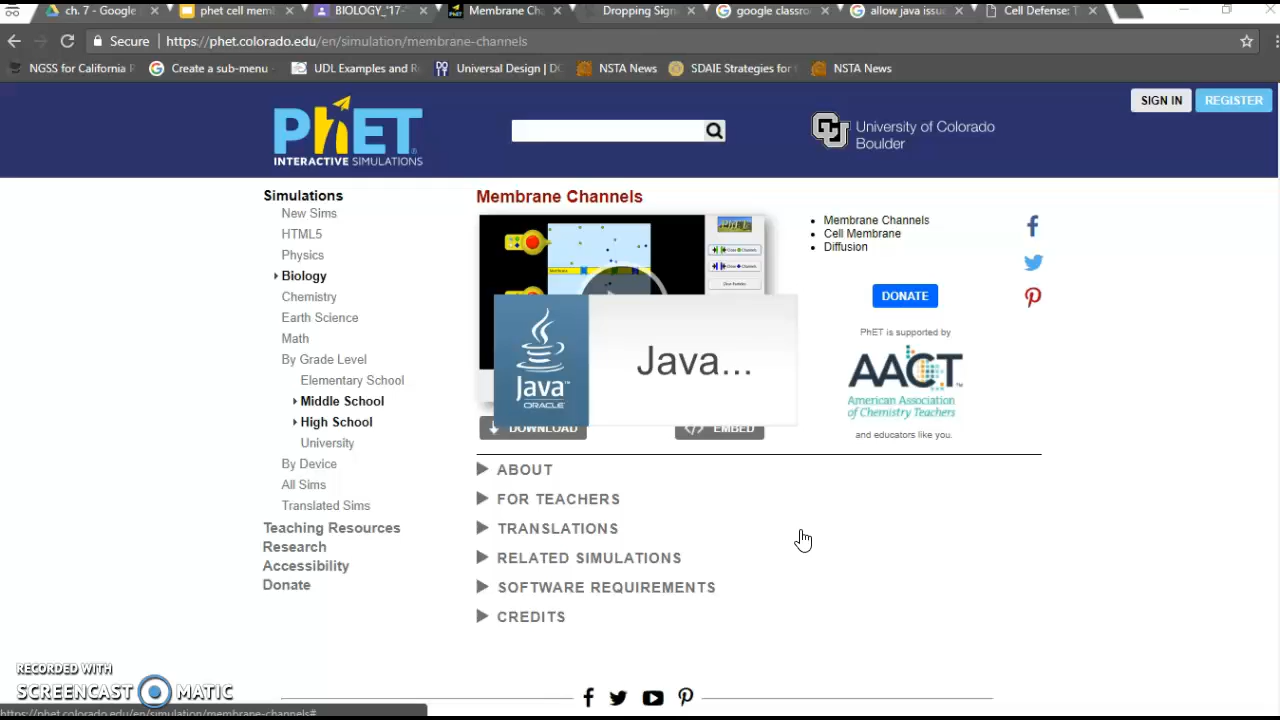 ch. 7 - Google
phet cell mem
BIOLOGY_'17-
Membrane Ch
Dropping Sig
google classro
allow java issu
Cell Defense: T
Secure
https://phet.colorado.edu/en/simulation/membrane-channels
NGSS for California P
Create a sub-menu
UDL Examples and R
Universal Design | DC
NSTA News
SDAIE Strategies for
NSTA News
SIGN IN
REGISTER
PhET
INTERACTIVE SIMULATIONS
CU
University of Colorado
Boulder
Simulations
New Sims
HTML5
Physics
Biology
Chemistry
Earth Science
Math
By Grade Level
Elementary School
Middle School
High School
University
By Device
All Sims
Translated Sims
Teaching Resources
Research
Accessibility
Donate
Membrane Channels
PhET
Java
ORACLE
Java...
DOWNLOAD
EMBED
ABOUT
FOR TEACHERS
TRANSLATIONS
RELATED SIMULATIONS
SOFTWARE REQUIREMENTS
CREDITS
Membrane Channels
Cell Membrane
Diffusion
DONATE
PhET is supported by
AACT
American Association
of Chemistry Teachers
and educators like you.
RECORDED WITH
SCREENCAST MATIC
https://phet.colorado.edu/en/simulation/membrane-channels#